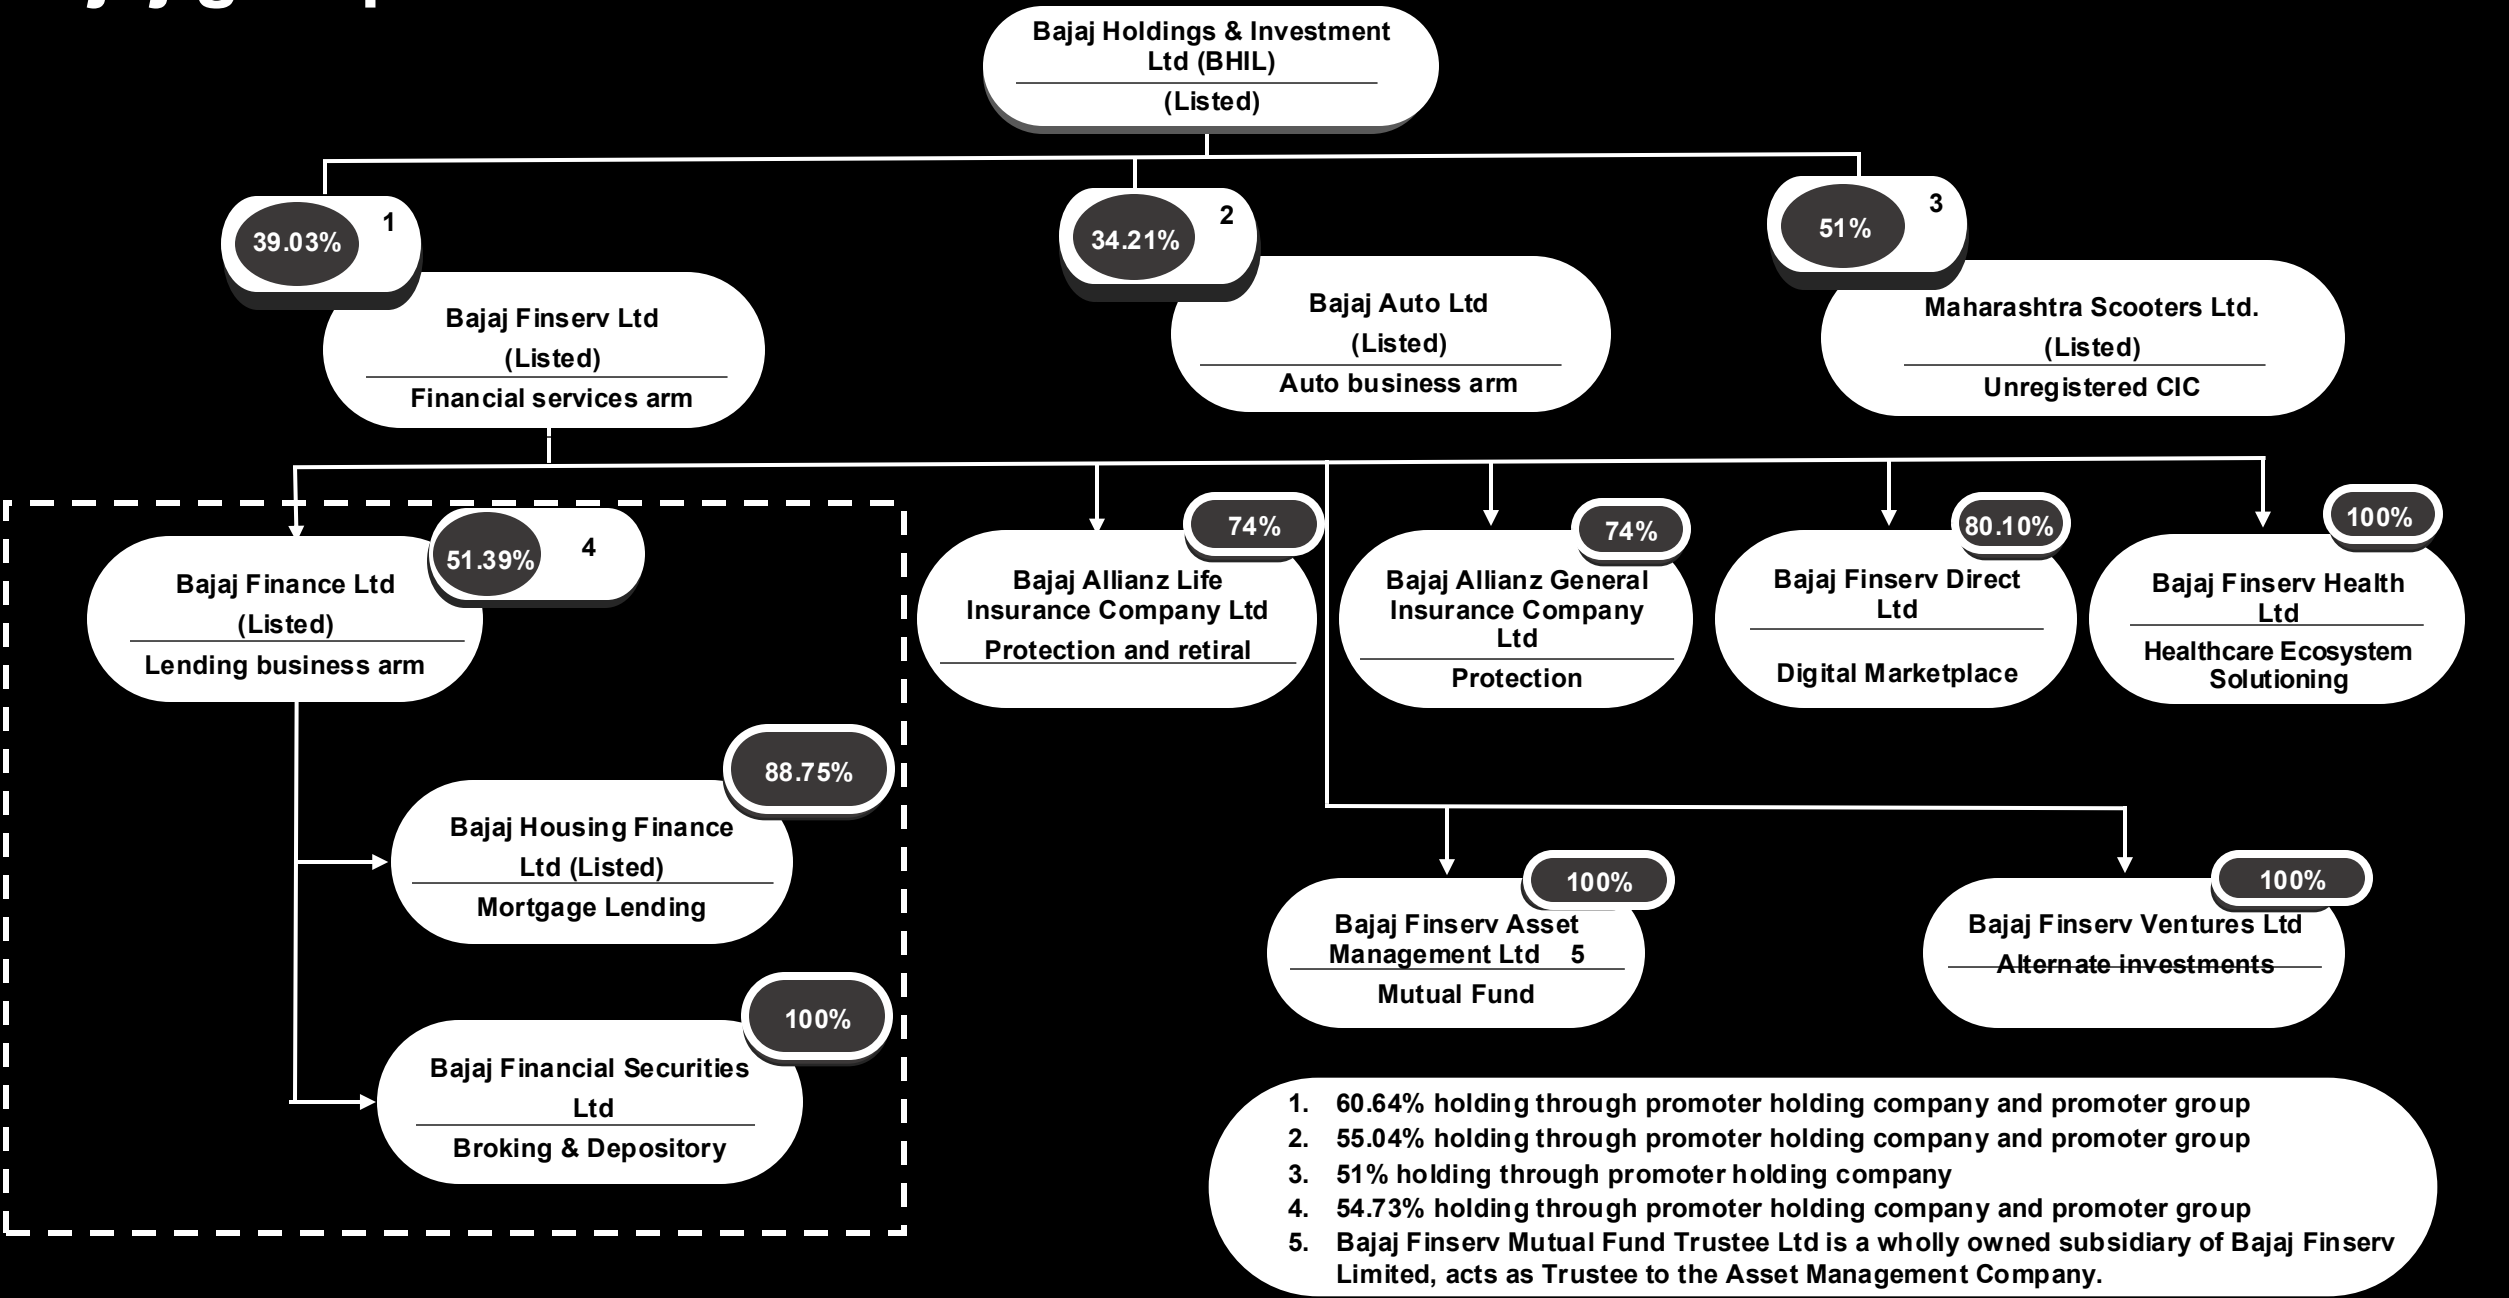 Bajaj Holdings & Investment
Ltd (BHIL)
(Listed)
39.03%
1
34.21%
2
51%
3
Bajaj Finserv Ltd
(Listed)
Financial services arm
Bajaj Auto Ltd
(Listed)
Auto business arm
Maharashtra Scooters Ltd.
(Listed)
Unregistered CIC
51.39%
4
Bajaj Finance Ltd
(Listed)
Lending business arm
74%
Bajaj Allianz Life
Insurance Company Ltd
Protection and retiral
74%
Bajaj Allianz General
Insurance Company
Ltd
Protection
80.10%
Bajaj Finserv Direct
Ltd
Digital Marketplace
100%
Bajaj Finserv Health
Ltd
Healthcare Ecosystem
Solutioning
88.75%
Bajaj Housing Finance
Ltd (Listed)
Mortgage Lending
100%
Bajaj Finserv Asset
Management Ltd 5
Mutual Fund
100%
Bajaj Finserv Ventures Ltd
Alternate investments
100%
Bajaj Financial Securities
Ltd
Broking & Depository
1. 60.64% holding through promoter holding company and promoter group
2. 55.04% holding through promoter holding company and promoter group
3. 51% holding through promoter holding company
4. 54.73% holding through promoter holding company and promoter group
5. Bajaj Finserv Mutual Fund Trustee Ltd is a wholly owned subsidiary of Bajaj Finserv
Limited, acts as Trustee to the Asset Management Company.